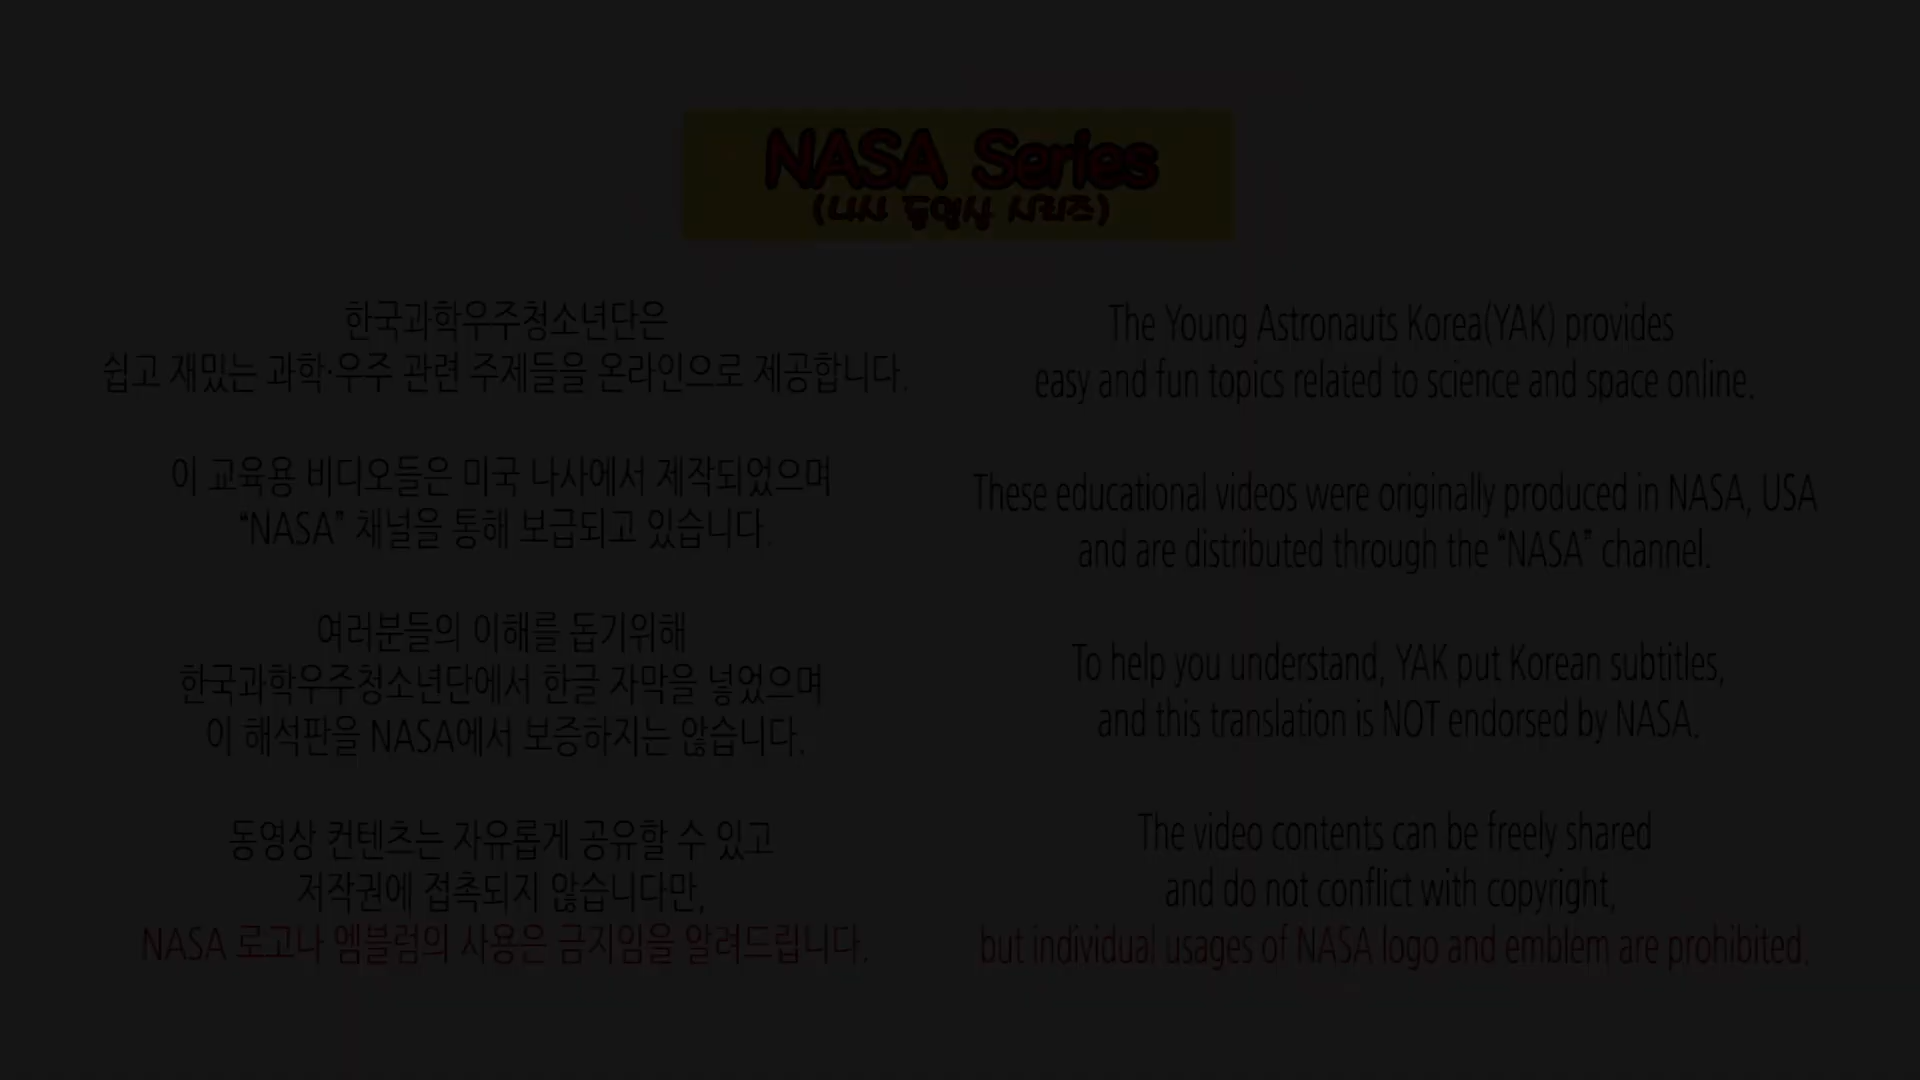 NASA Series
(나사 동영상 시리즈)
한국과학우주청소년단은
쉽고 재밌는 과학·우주 관련 주제들을 온라인으로 제공합니다.
이 교육용 비디오들은 미국 나사에서 제작되었으며
“NASA” 채널을 통해 보급되고 있습니다.
여러분들의 이해를 돕기위해
한국과학우주청소년단에서 한글 자막을 넣었으며
이 해석판을 NASA에서 보증하지는 않습니다.
동영상 컨텐츠는 자유롭게 공유할 수 있고
저작권에 접촉되지 않습니다만,
NASA 로고나 엠블럼의 사용은 금지임을 알려드립니다.
The Young Astronauts Korea(YAK) provides
easy and fun topics related to science and space online.
These educational videos were originally produced in NASA, USA
and are distributed through the “NASA” channel.
To help you understand, YAK put Korean subtitles,
and this translation is NOT endorsed by NASA.
The video contents can be freely shared
and do not conflict with copyright,
but individual usages of NASA logo and emblem are prohibited.